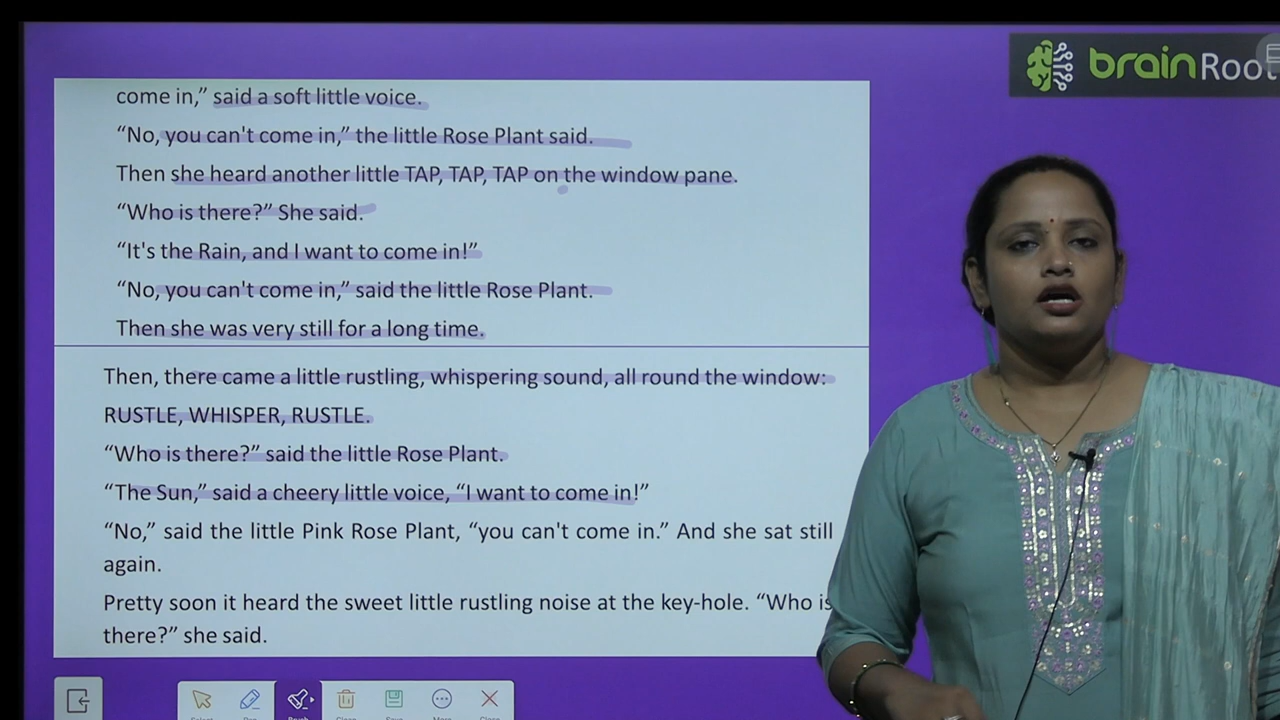 brainRoot
come in,” said a soft little voice.
“No, you can't come in,” the little Rose Plant said.
Then she heard another little TAP, TAP, TAP on the window pane.
“Who is there?” She said.
“It's the Rain, and I want to come in!”
“No, you can't come in,” said the little Rose Plant.
Then she was very still for a long time.
Then, there came a little rustling, whispering sound, all round the window:
RUSTLE, WHISPER, RUSTLE.
“Who is there?” said the little Rose Plant.
“The Sun,” said a cheery little voice, “I want to come in!”
“No,” said the little Pink Rose Plant, “you can't come in.” And she sat still
again.
Pretty soon it heard the sweet little rustling noise at the key-hole. “Who is
there?” she said.